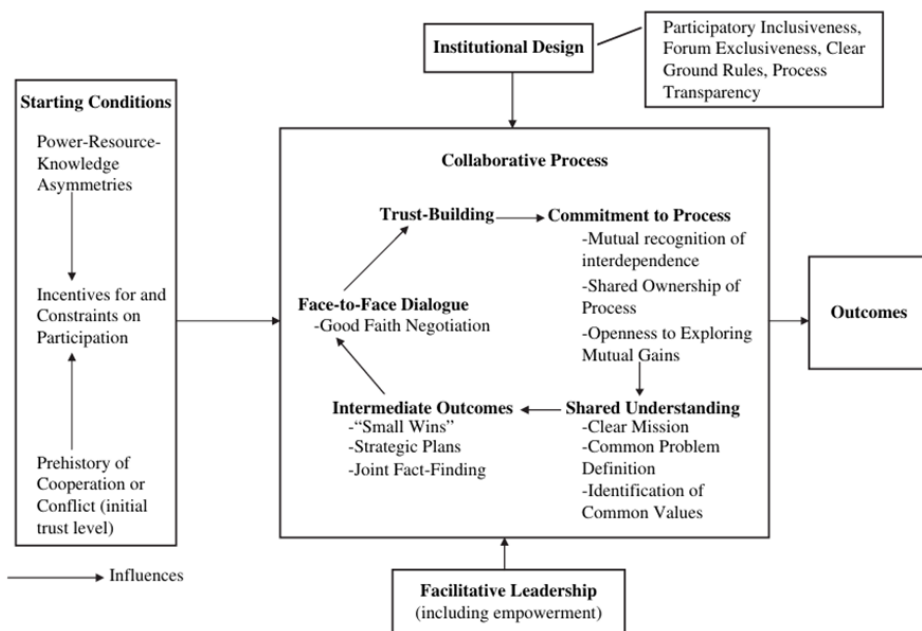 Institutional Design
Participatory Inclusiveness,
Forum Exclusiveness, Clear
Ground Rules, Process
Transparency
Starting Conditions
Power-Resource-
Knowledge
Asymmetries
Incentives for and
Constraints on
Participation
Prehistory of
Cooperation or
Conflict (initial
trust level)
Influences
Collaborative Process
Trust-Building
Commitment to Process
-Mutual recognition of
interdependence
-Shared Ownership of
Process
-Openness to Exploring
Mutual Gains
Face-to-Face Dialogue
-Good Faith Negotiation
Intermediate Outcomes
-“Small Wins”
-Strategic Plans
-Joint Fact-Finding
Shared Understanding
-Clear Mission
-Common Problem
Definition
-Identification of
Common Values
Outcomes
Facilitative Leadership
(including empowerment)